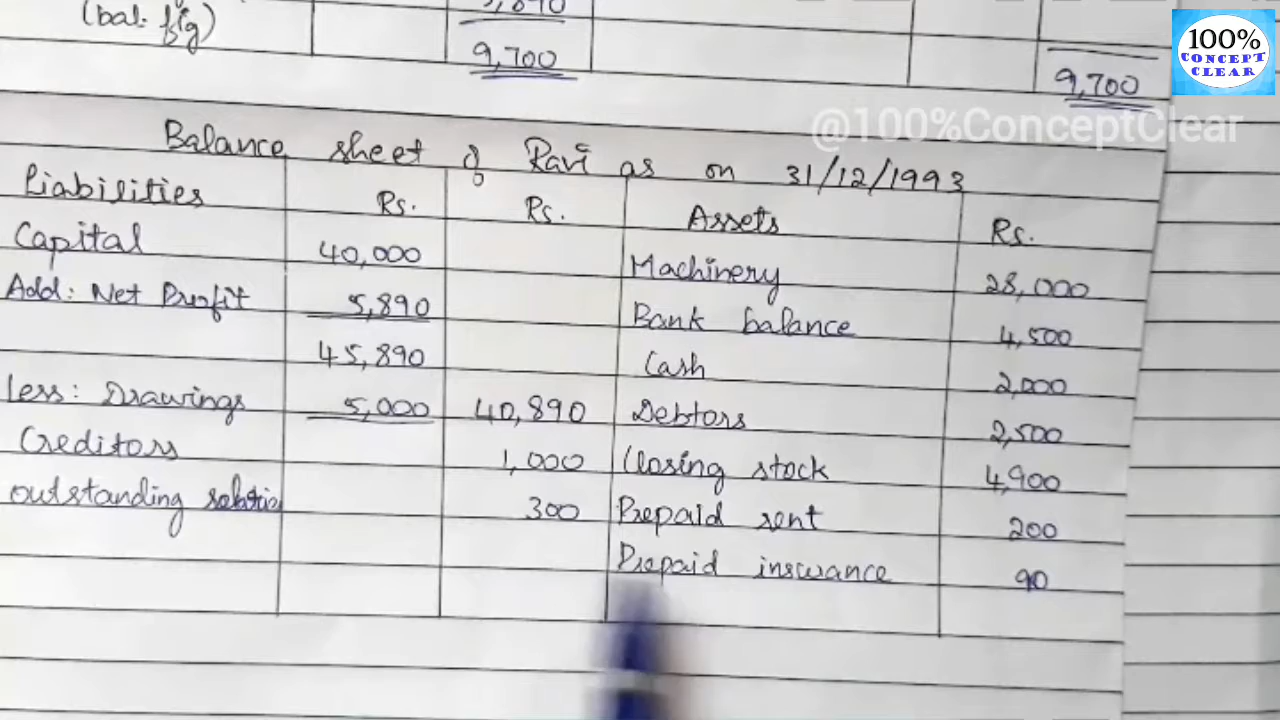 (bal. fig)
9,700
9,700
100%
CONCEPT
CLEAR
@100%ConceptClear
Balance sheet of Ravi as on 31/12/1993
Liabilities Rs. Rs. Assets Rs.
Capital 40,000 Machinery 28,000
Add: Net Profit 5,890 Bank balance 4,500
45,890 Cash 2,000
Less: Drawings 5,000 40,890 Debtors 2,500
Creditors 1,000 Closing stock 4,900
outstanding salaries 300 Prepaid rent 200
Prepaid insurance 90